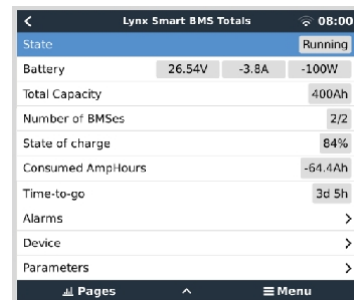 Lynx Smart BMS Totals 08:00
State Running
Battery 26.54V -3.8A -100W
Total Capacity 400Ah
Number of BMSes 2/2
State of charge 84%
Consumed AmpHours -64.4Ah
Time-to-go 3d 5h
Alarms
Device
Parameters
Pages Menu